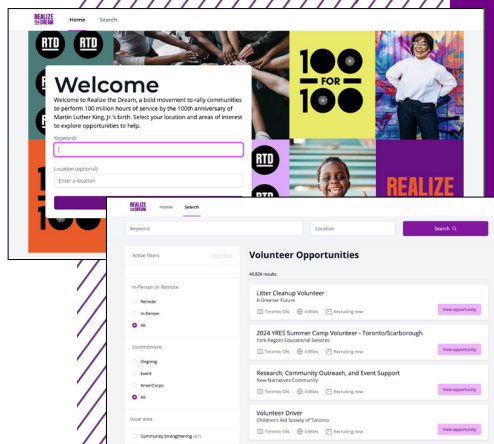 REALIZE
the DREAM
Home
Search
RTD
RTD
100
FOR
100
Welcome
Welcome to Realize the Dream, a bold movement to rally communities
to perform 100 million hours of service by the 100th anniversary of
Martin Luther King, Jr.'s birth. Select your location and areas of interest
to explore opportunities to help.
Keywords
Location (optional)
Enter a location
RTD
REALIZE
REALIZE
the DREAM
Home
Search
Keyword
Location
Search
Active filters
Volunteer Opportunities
40,826 results
In-Person or Remote:
Remote
In-Person
All
Commitment:
Ongoing
Event
AmeriCorps
All
Issue area
Community Strengthening
Litter Cleanup Volunteer
A Greener Future
Toronto, ON
4 Miles
Recruiting now
View opportunity
2024 YRES Summer Camp Volunteer - Toronto/Scarborough
York Region Educational Services
Toronto, ON
4 Miles
Recruiting now
View opportunity
Research, Community Outreach, and Event Support
New Narratives Community
Toronto, ON
4 Miles
Recruiting now
View opportunity
Volunteer Driver
Children's Aid Society of Toronto
Toronto, ON
4 Miles
Recruiting now
View opportunity